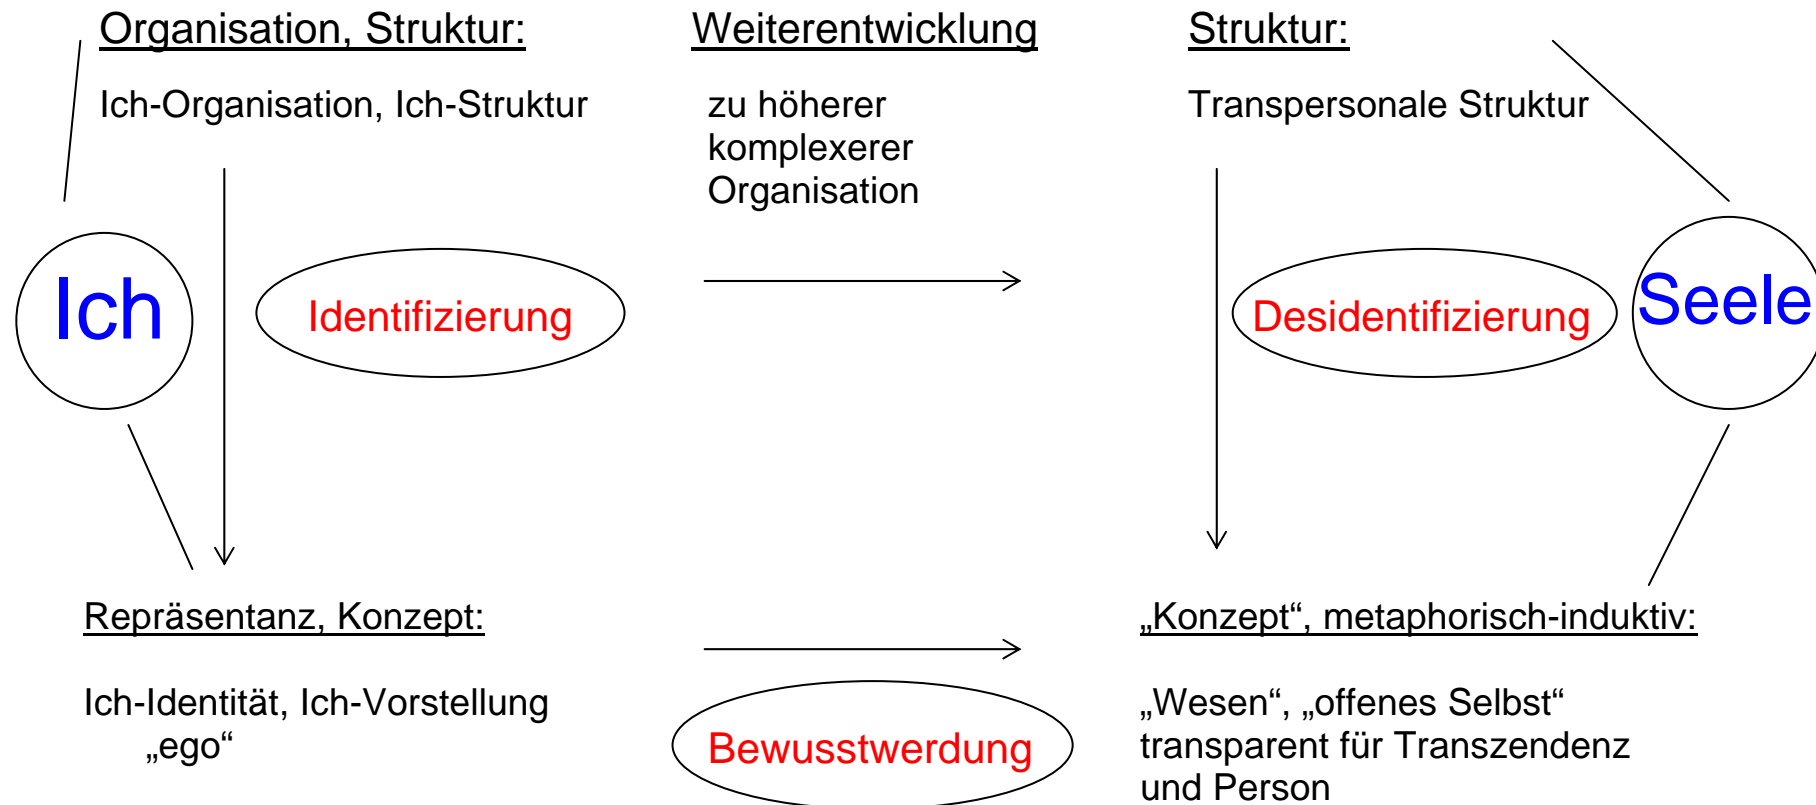 Organisation, Struktur:
Weiterentwicklung
Struktur:
Ich-Organisation, Ich-Struktur
zu höherer
komplexerer
Organisation
Transpersonale Struktur
Ich
Identifizierung
Desidentifizierung
Seele
Repräsentanz, Konzept:
„Konzept“, metaphorisch-induktiv:
Ich-Identität, Ich-Vorstellung
„ego“
Bewusstwerdung
„Wesen“, „offenes Selbst“
transparent für Transzendenz
und Person